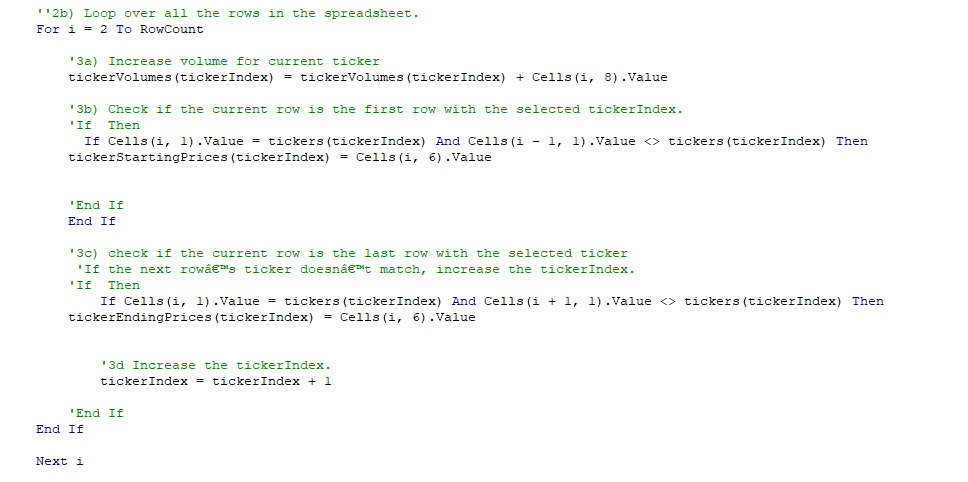 ''2b) Loop over all the rows in the spreadsheet.
For i = 2 To RowCount
'3a) Increase volume for current ticker
tickerVolumes(tickerIndex) = tickerVolumes(tickerIndex) + Cells(i, 8).Value
'3b) Check if the current row is the first row with the selected tickerIndex.
'If  Then
If Cells(i, 1).Value = tickers(tickerIndex) And Cells(i - 1, 1).Value <> tickers(tickerIndex) Then
tickerStartingPrices(tickerIndex) = Cells(i, 6).Value
'End If
End If
'3c) check if the current row is the last row with the selected ticker
'If the next rowâ€™s ticker doesnâ€™t match, increase the tickerIndex.
'If  Then
If Cells(i, 1).Value = tickers(tickerIndex) And Cells(i + 1, 1).Value <> tickers(tickerIndex) Then
tickerEndingPrices(tickerIndex) = Cells(i, 6).Value
'3d Increase the tickerIndex.
tickerIndex = tickerIndex + 1
'End If
End If
Next i